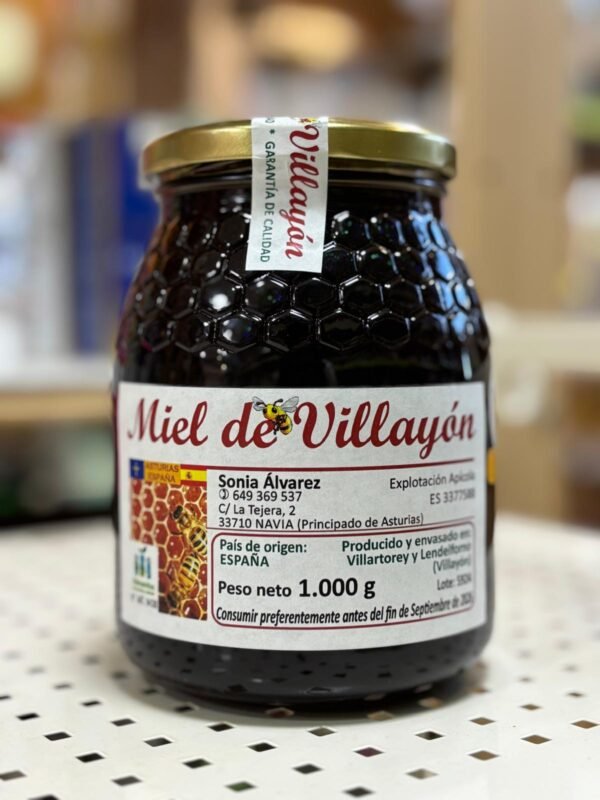 Villayón
* GARANTÍA DE CALIDAD
Miel de Villayón
ASTURIAS
ESPAÑA
Sonia Álvarez
649 369 537
C/ La Tejera, 2
33710 NAVIA (Principado de Asturias)
Explotación Apícola
ES 3377588
País de origen:
ESPAÑA
Producido y envasado en:
Villartorey y Lendelforno
(Villayón)
Lote:
Peso neto 1.000 g
Consumir preferentemente antes del fin de Septiembre de